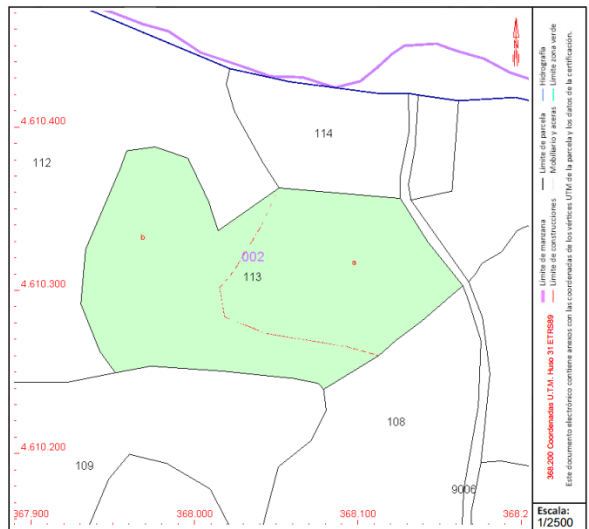 4.610.400
114
112
b
002
a
113
4.610.300
108
4.610.200
109
9006
367.900
368.000
368.100
368.2
368.200 Coordenadas U.T.M. Huso 31 ETRS89
Límite de manzana
Límite de parcela
Hidrografía
Límite de construcciones
Mobiliario y aceras
Límite zona verde
Este documento electrónico contiene anexos con las coordenadas de los vértices UTM de la parcela y los datos de la certificación.
Escala:
1/2500